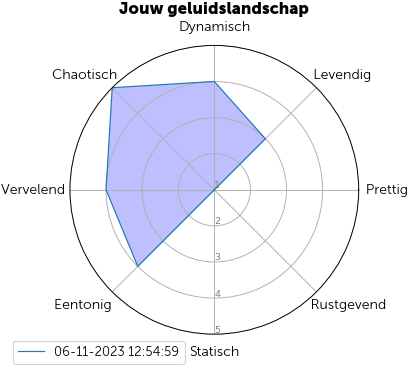 Jouw geluidslandschap
Dynamisch
Chaotisch
Levendig
Vervelend
1
Prettig
2
3
4
Eentonig
Rustgevend
5
06-11-2023 12:54:59
Statisch